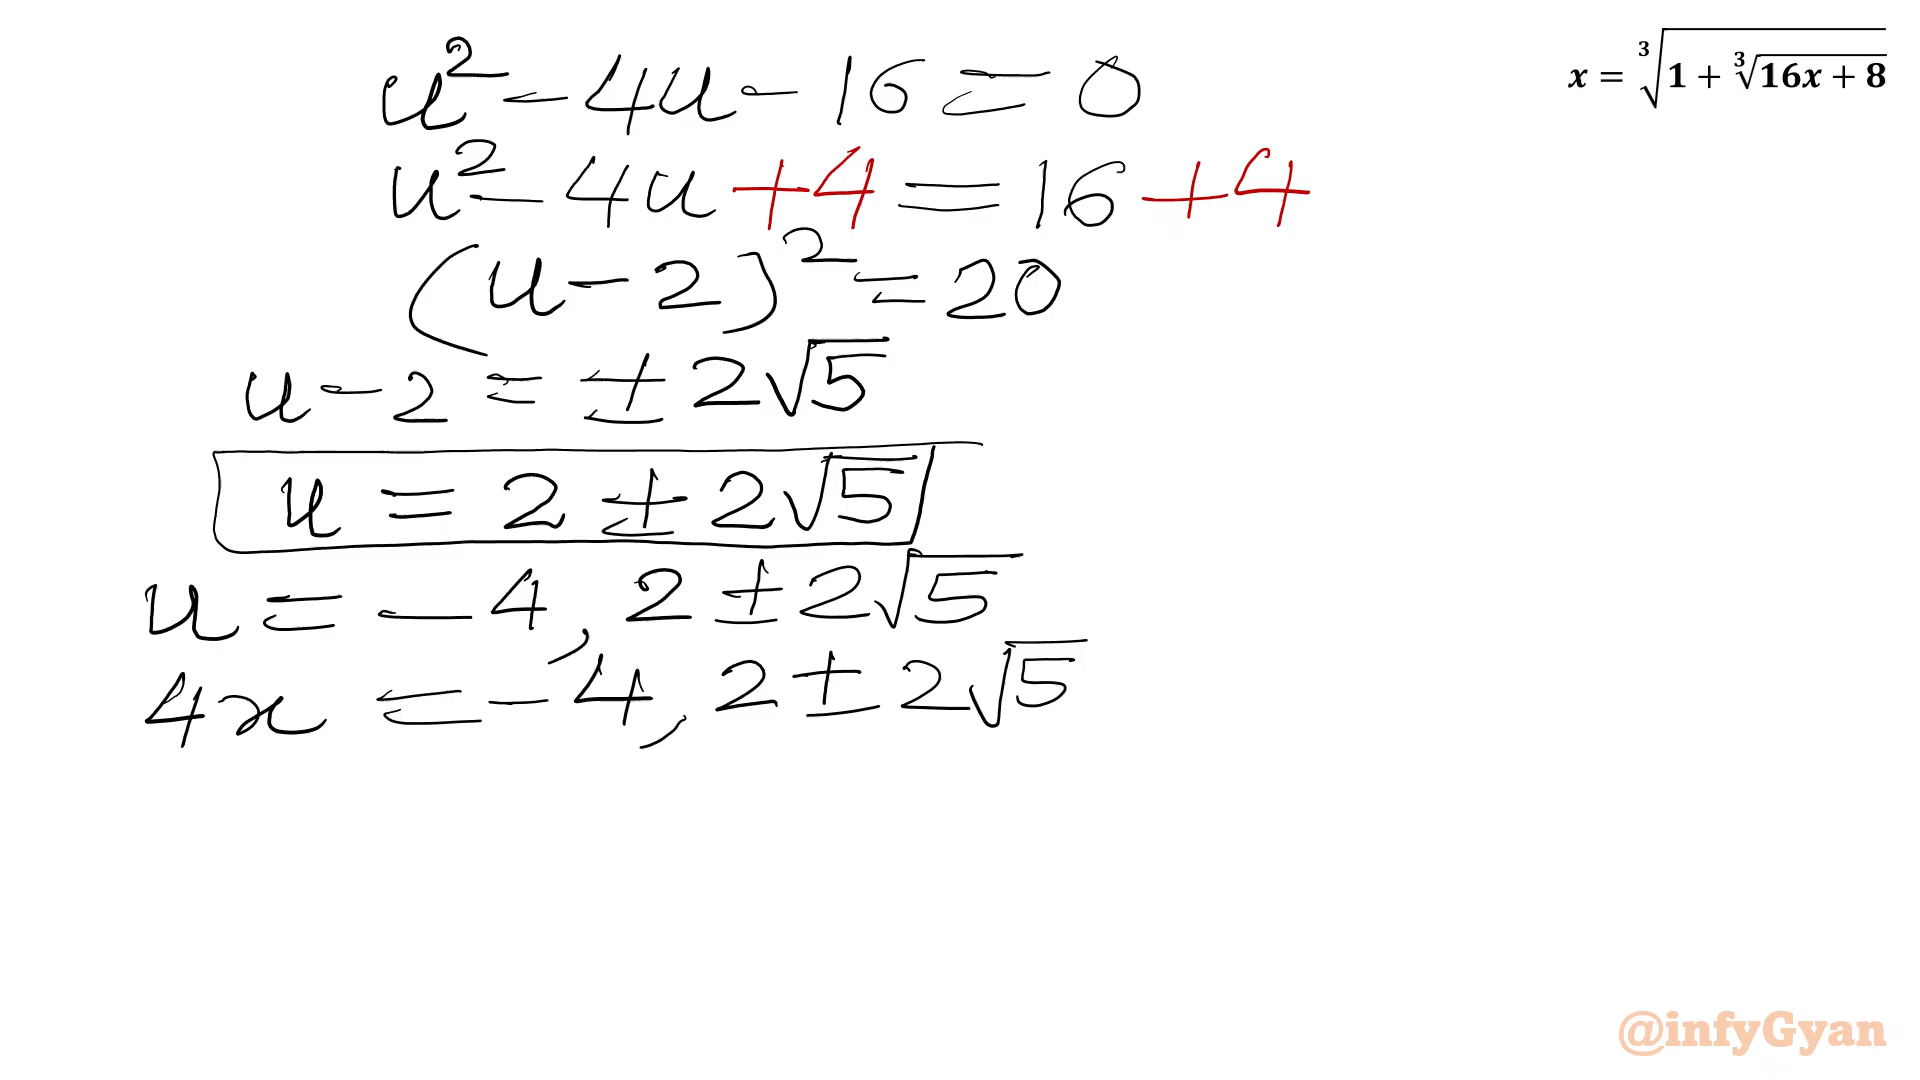 x = ∛(1 + ∛(16x + 8))
u² - 4u - 16 = 0
u² - 4u + 4 = 16 + 4
(u - 2)² = 20
u - 2 = ± 2√5
u = 2 ± 2√5
u = - 4, 2 ± 2√5
4x = - 4, 2 ± 2√5
@infyGyan